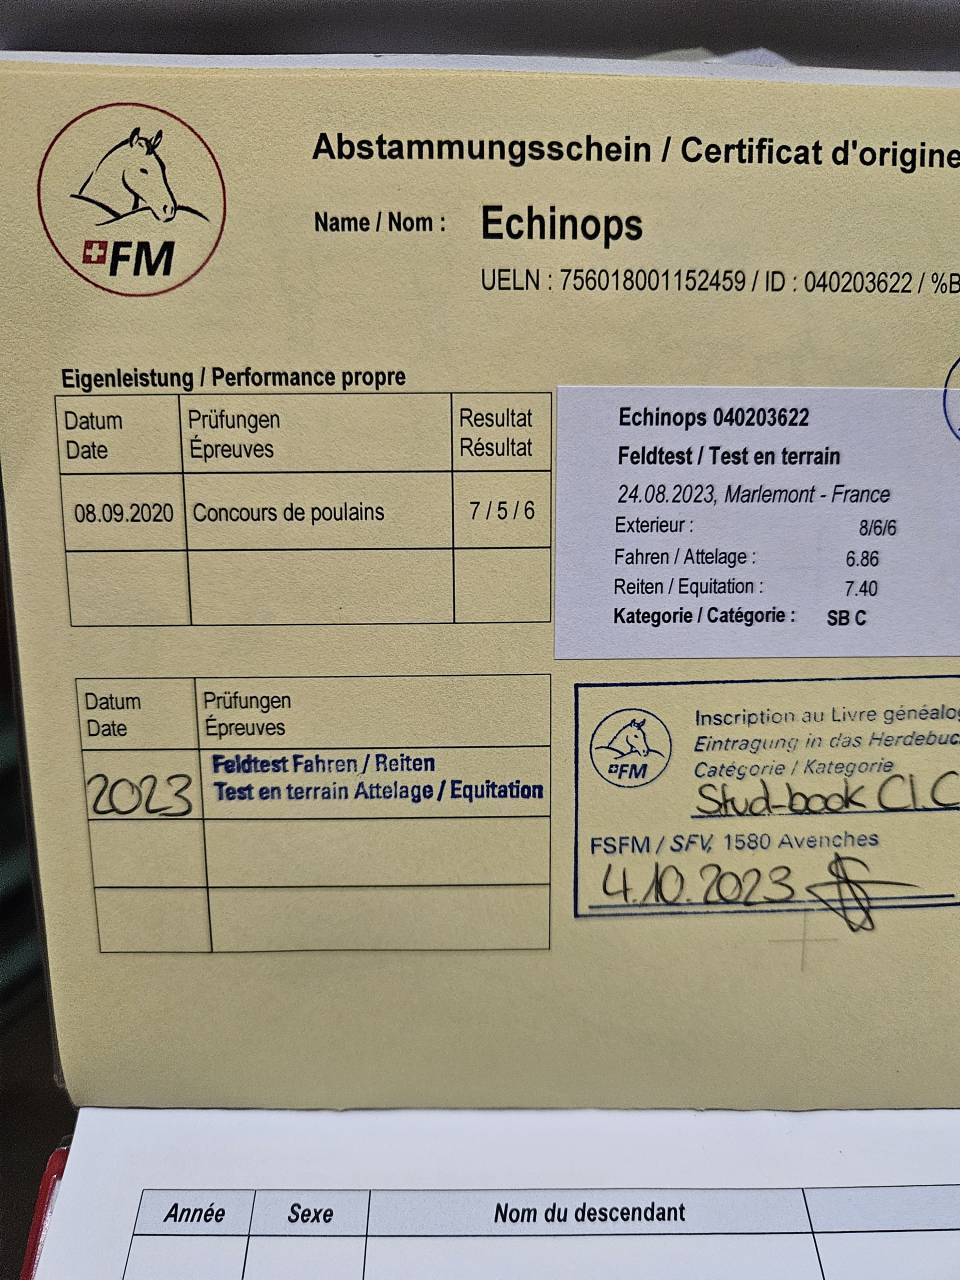 FM
Abstammungsschein / Certificat d'origine
Name / Nom : Echinops
UELN : 756018001152459 / ID : 040203622 / %B
Eigenleistung / Performance propre
Datum Prüfungen Resultat
Date Épreuves Résultat
08.09.2020 Concours de poulains 7 / 5 / 6
Echinops 040203622
Feldtest / Test en terrain
24.08.2023, Marlemont - France
Exterieur : 8/6/6
Fahren / Attelage : 6.86
Reiten / Equitation : 7.40
Kategorie / Catégorie : SB C
Datum Prüfungen
Date Épreuves
2023 Feldtest Fahren / Reiten
Test en terrain Attelage / Equitation
FM
Inscription au Livre généalog
Eintragung in das Herdebuc
Catégorie / Kategorie
Stud-book Cl. C
FSFM / SFV, 1580 Avenches
4.10.2023
Année Sexe Nom du descendant